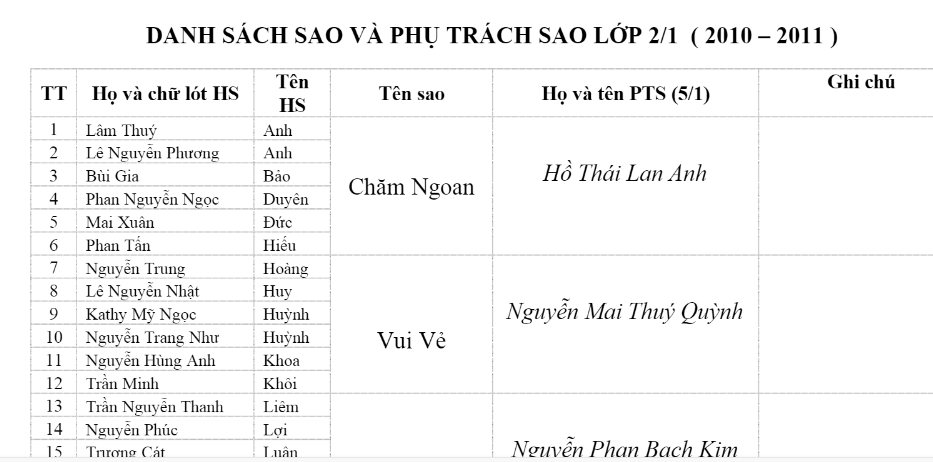 DANH SÁCH SAO VÀ PHỤ TRÁCH SAO LỚP 2/1 ( 2010 – 2011 )
TT Họ và chữ lót HS Tên HS Tên sao Họ và tên PTS (5/1) Ghi chú
1 Lâm Thuý Anh
2 Lê Nguyễn Phương Anh
3 Bùi Gia Bảo
4 Phan Nguyễn Ngọc Duyên
5 Mai Xuân Đức
6 Phan Tấn Hiếu
Chăm Ngoan
Hồ Thái Lan Anh
7 Nguyễn Trung Hoàng
8 Lê Nguyễn Nhật Huy
9 Kathy Mỹ Ngọc Huỳnh
10 Nguyễn Trang Như Huỳnh
11 Nguyễn Hùng Anh Khoa
12 Trần Minh Khôi
Vui Vẻ
Nguyễn Mai Thuý Quỳnh
13 Trần Nguyễn Thanh Liêm
14 Nguyễn Phúc Lợi
15 Trương Cát Luân
Nguyễn Phan Bạch Kim